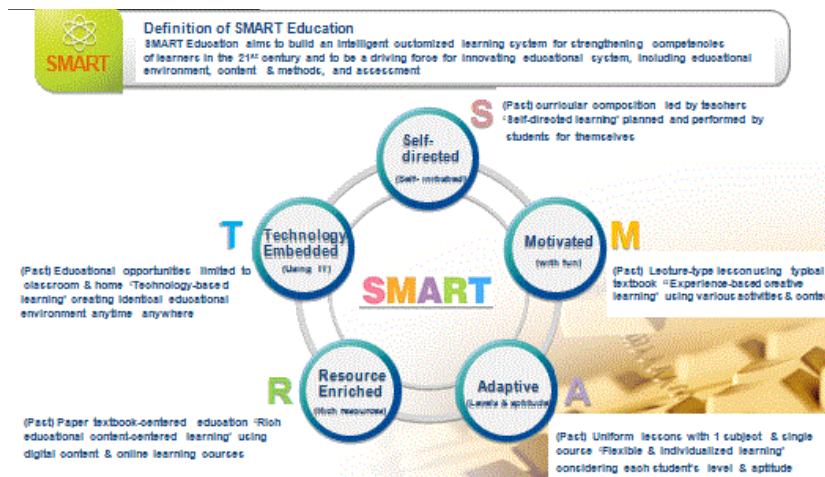 SMART
Definition of SMART Education
SMART Education aims to build an intelligent customized learning system for strengthening competencies
of learners in the 21st century and to be a driving force for innovating educational system, including educational
environment, content & methods, and assessment
S
(Past) curricular composition led by teachers
‘Self-directed learning’ planned and performed by
students for themselves
Self-
directed
(Self- initiated)
T
Technology
Embedded
(Using IT)
(Past) Educational opportunities limited to
classroom & home ‘Technology-based
learning’ creating identical educational
environment anytime anywhere
Motivated
(with fun)
M
(Past) Lecture-type lesson using typical
textbook “Experience-based creative
learning’ using various activities & conte
SMART
R
Resource
Enriched
(Rich resources)
(Past) Paper textbook-centered education ‘Rich
educational content-centered learning’ using
digital content & online learning courses
Adaptive
(Levels & aptitude)
A
(Past) Uniform lessons with 1 subject & single
course ‘Flexible & individualized learning’
considering each student's level & aptitude